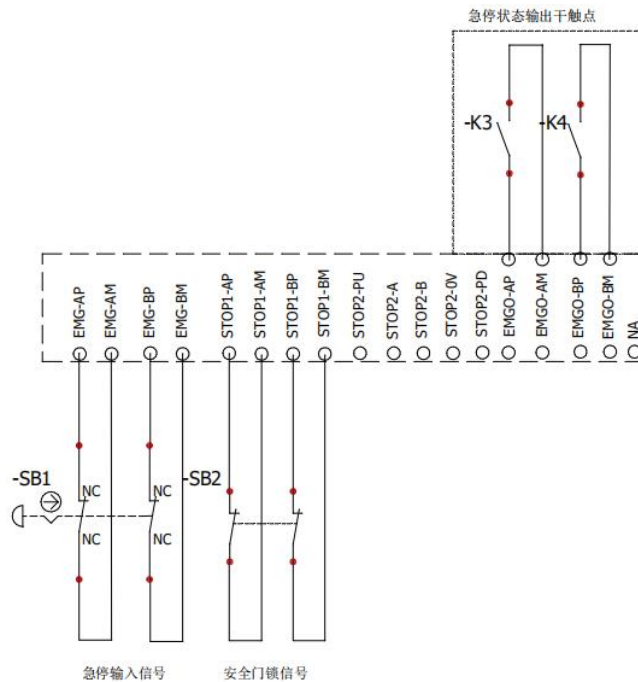 急停状态输出干触点
-K3
-K4
EMG-AP
EMG-AM
EMG-BP
EMG-BM
STOP1-AP
STOP1-AM
STOP1-BP
STOP1-BM
STOP2-PU
STOP2-A
STOP2-B
STOP2-0V
STOP2-PD
EMGO-AP
EMGO-AM
EMGO-BP
EMGO-BM
NA
-SB1
NC
NC
-SB2
NC
NC
急停输入信号
安全门锁信号